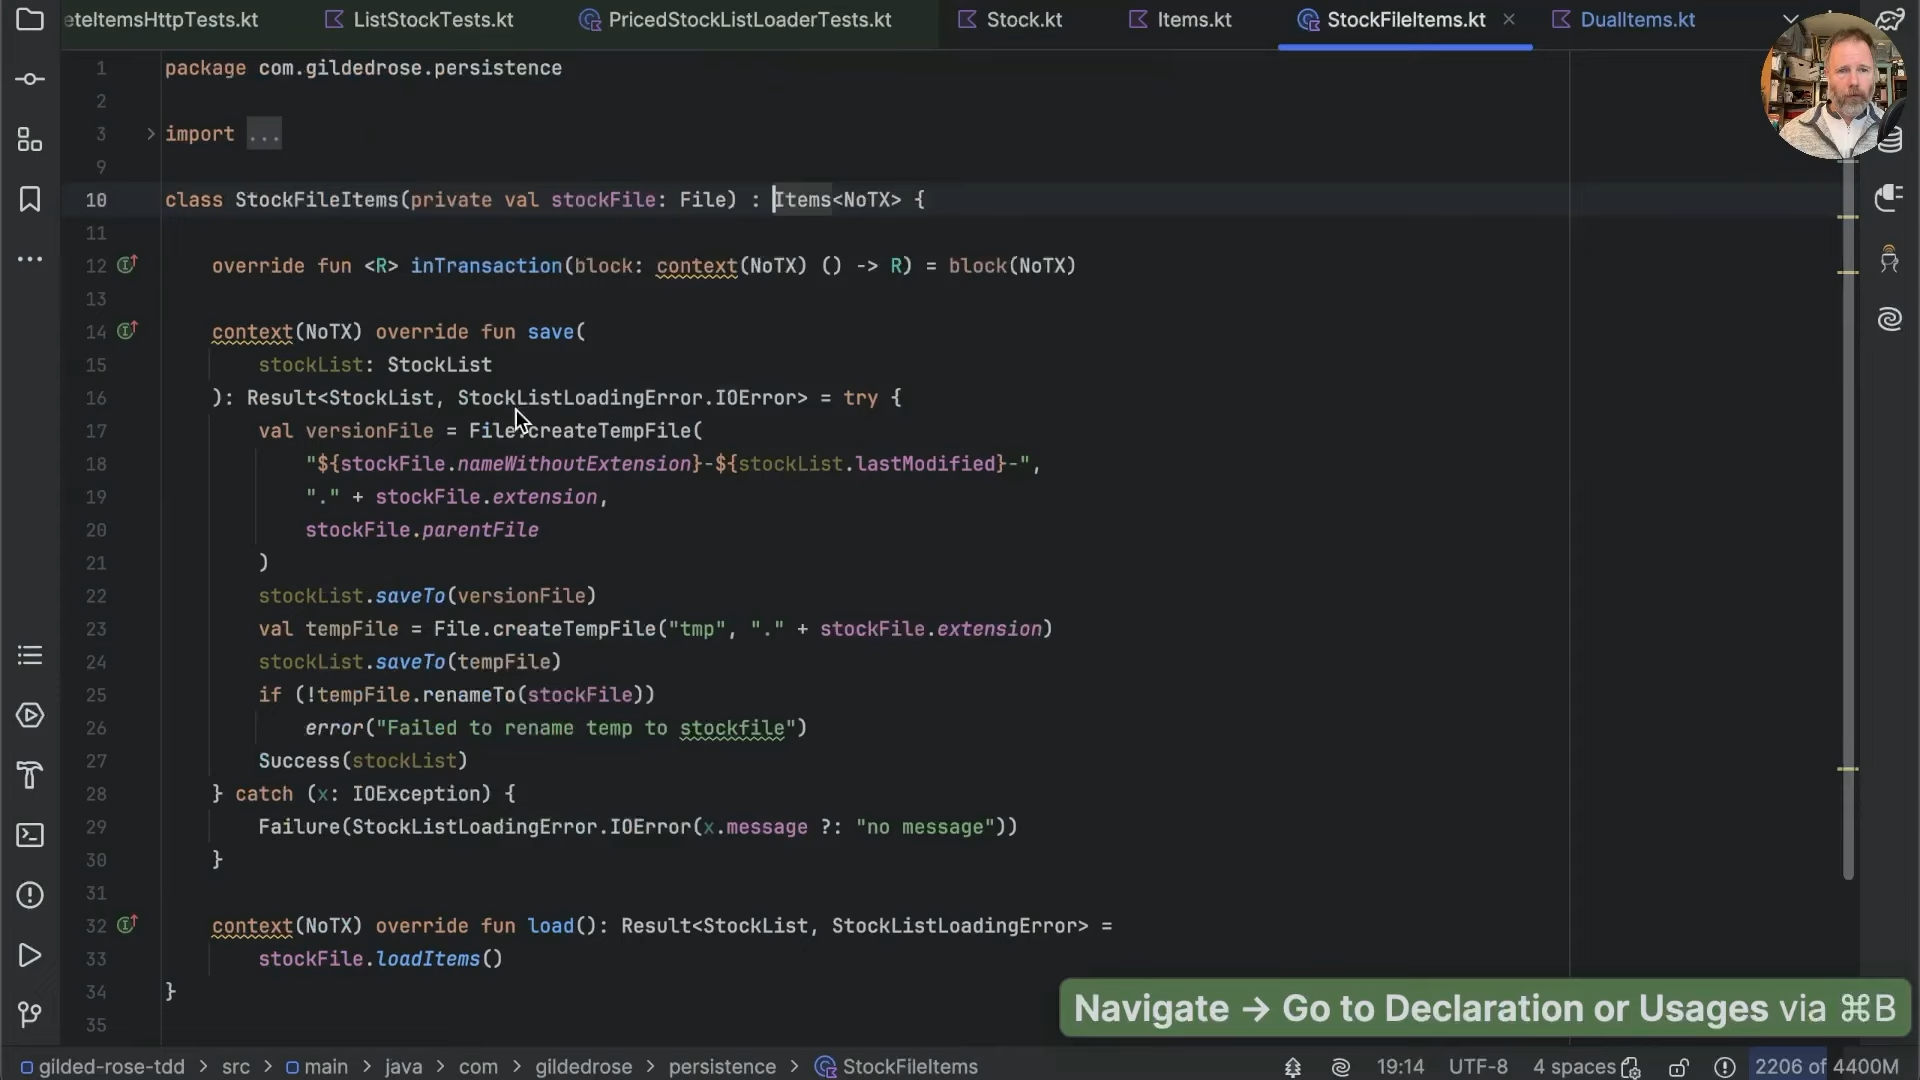 eteItemsHttpTests.kt ListStockTests.kt PricedStockListLoaderTests.kt Stock.kt Items.kt StockFileItems.kt DualItems.kt
1 package com.gildedrose.persistence
2
3 import ...
9
10 class StockFileItems(private val stockFile: File) : Items<NoTX> {
11
12 override fun <R> inTransaction(block: context(NoTX) () -> R) = block(NoTX)
13
14 context(NoTX) override fun save(
15 stockList: StockList
16 ): Result<StockList, StockListLoadingError.IOError> = try {
17 val versionFile = File.createTempFile(
18 "${stockFile.nameWithoutExtension}-${stockList.lastModified}-",
19 "." + stockFile.extension,
20 stockFile.parentFile
21 )
22 stockList.saveTo(versionFile)
23 val tempFile = File.createTempFile("tmp", "." + stockFile.extension)
24 stockList.saveTo(tempFile)
25 if (!tempFile.renameTo(stockFile))
26 error("Failed to rename temp to stockfile")
27 Success(stockList)
28 } catch (x: IOException) {
29 Failure(StockListLoadingError.IOError(x.message ?: "no message"))
30 }
31
32 context(NoTX) override fun load(): Result<StockList, StockListLoadingError> =
33 stockFile.loadItems()
34 }
35
Navigate → Go to Declaration or Usages via ⌘B
gilded-rose-tdd > src > main > java > com > gildedrose > persistence > StockFileItems 19:14 UTF-8 4 spaces 2206 of 4400M